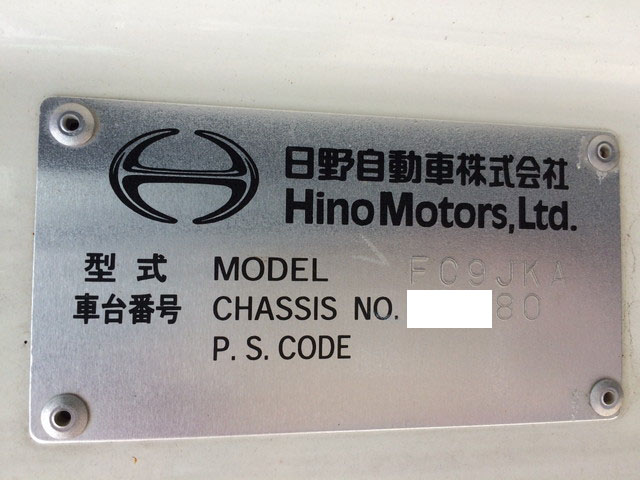 日野自動車株式会社
Hino Motors, Ltd.
型式 MODEL FC9JKA
車台番号 CHASSIS NO. 80
P. S. CODE